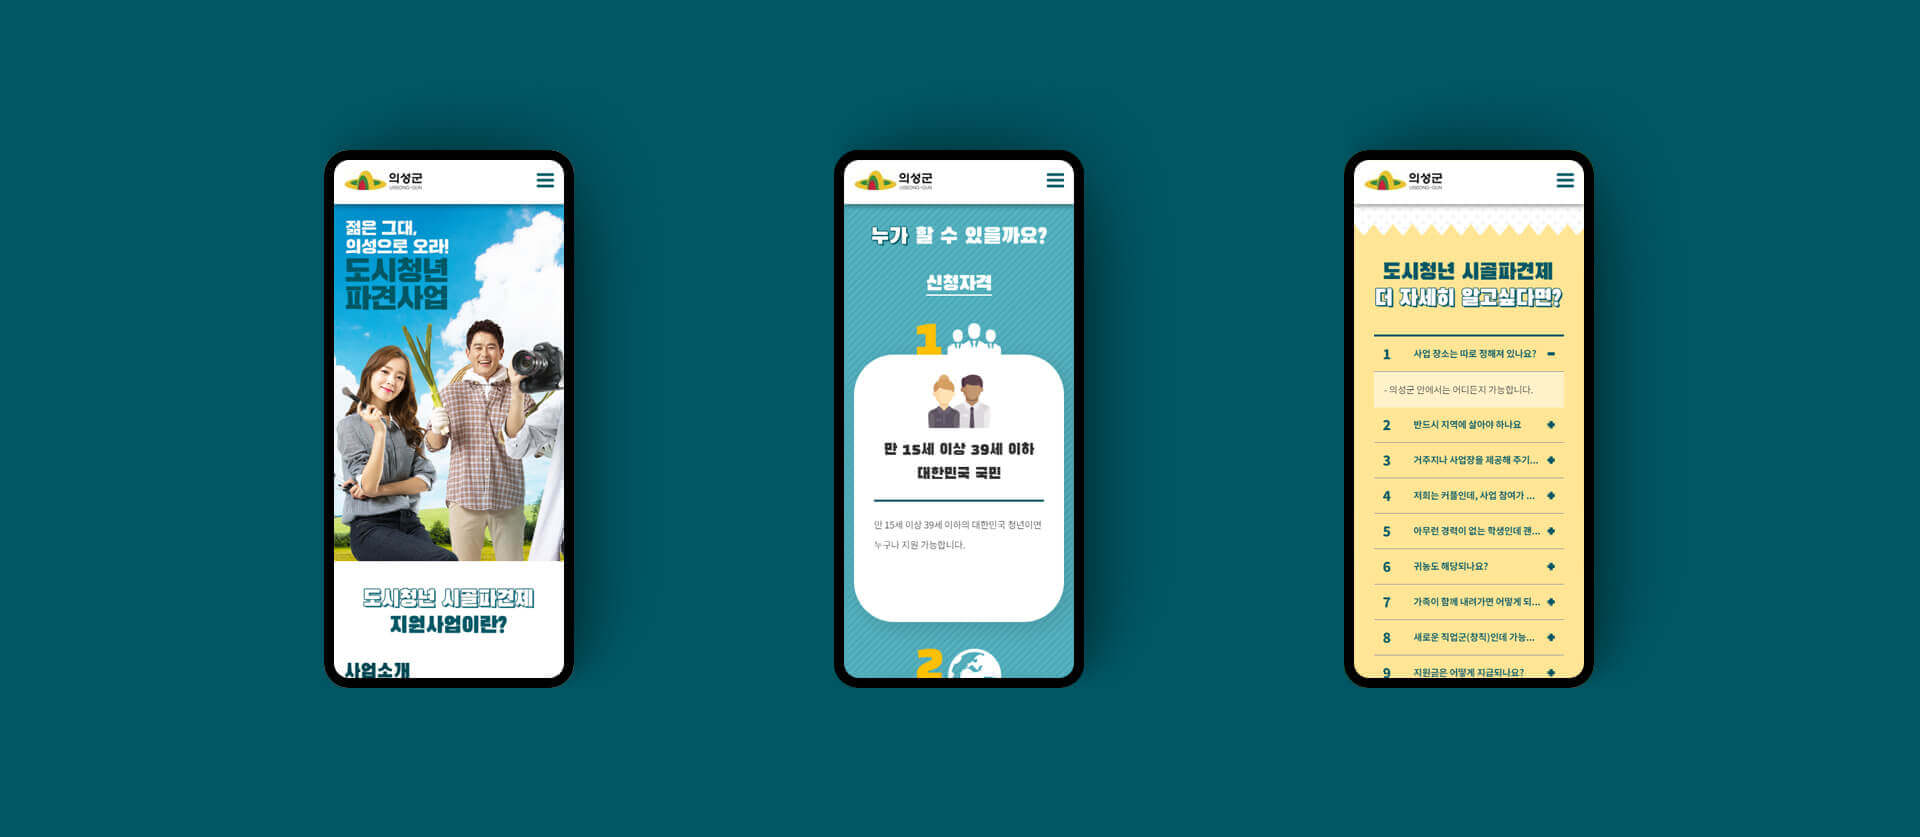 의성군
UISEONG-GUN
젊은 그대,
의성으로 오라!
도시청년
파견사업
도시청년 시골파견제
지원사업이란?
사업소개
의성군
UISEONG-GUN
누가 할 수 있을까요?
신청자격
1
만 15세 이상 39세 이하
대한민국 국민
만 15세 이상 39세 이하의 대한민국 청년이면
누구나 지원 가능합니다.
2
의성군
UISEONG-GUN
도시청년 시골파견제
더 자세히 알고싶다면?
1 사업 장소는 따로 정해져 있나요?
- 의성군 안에서는 어디든지 가능합니다.
2 반드시 지역에 살아야 하나요
3 거주지나 사업장을 제공해 주기...
4 저희는 커플인데, 사업 참여가 ...
5 아무런 경력이 없는 학생인데 괜...
6 귀농도 해당되나요?
7 가족이 함께 내려가면 어떻게 되...
8 새로운 직업군(창직)인데 가능...
9 지원금은 어떻게 지급되나요?